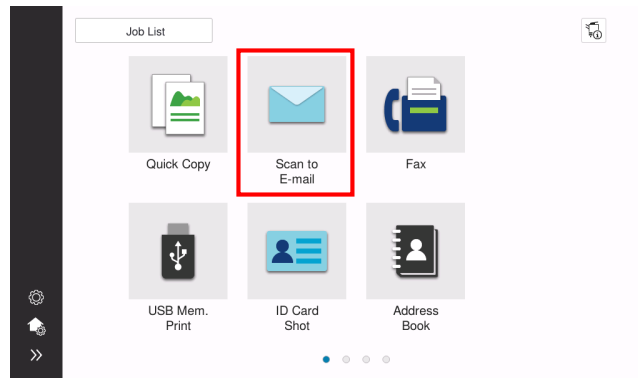 Job List
Quick Copy
Scan to
E-mail
Fax
USB Mem.
Print
ID Card
Shot
Address
Book